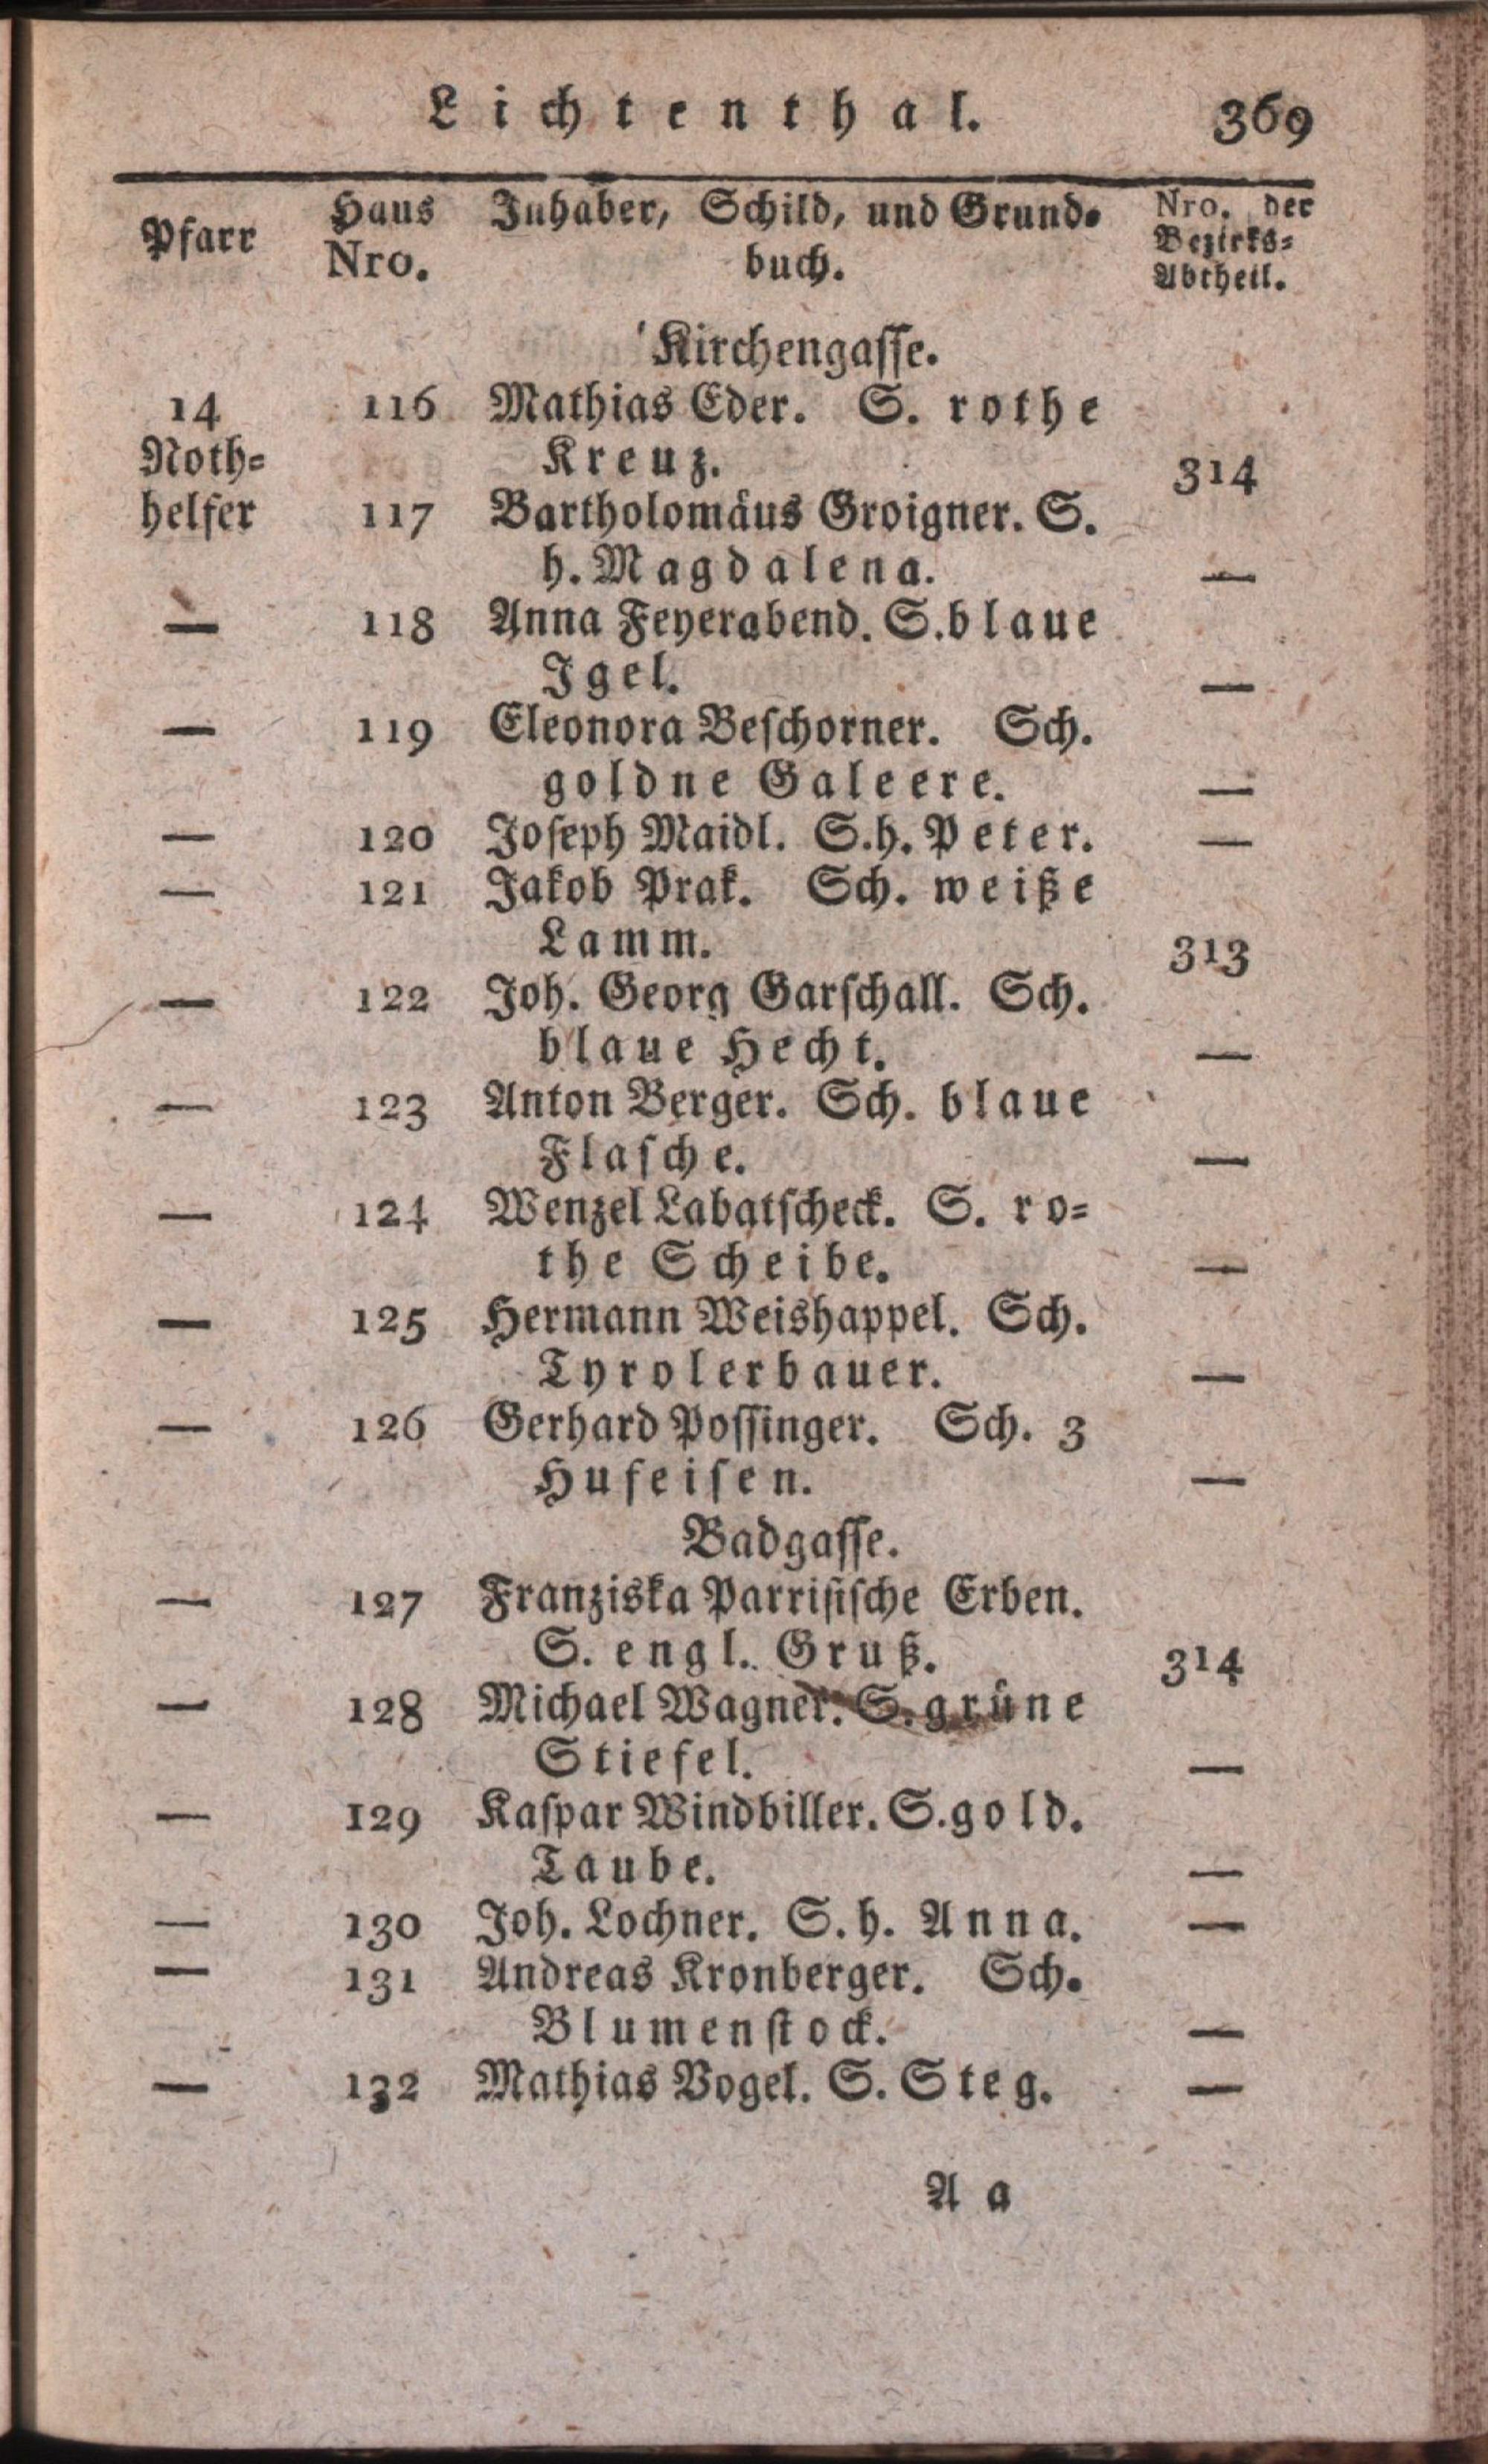 Lichtenthal. 369
Pfarr Haus Nro. Inhaber, Schild, und Grund- buch. Nro. der Bezirks- Abtheil.
Kirchengasse.
14 116 Mathias Eder. S. rothe
Noth- Kreuz. 314
helfer 117 Bartholomäus Groigner. S.
h. Magdalena. —
— 118 Anna Feyerabend. S. blaue
Igel. —
— 119 Eleonora Beschorner. Sch.
goldne Galeere. —
— 120 Joseph Maidl. S. h. Peter. —
— 121 Jakob Prak. Sch. weiße
Lamm. 313
— 122 Joh. Georg Garschall. Sch.
blaue Hecht. —
— 123 Anton Berger. Sch. blaue
Flasche. —
— 124 Wenzel Labatscheck. S. ro-
the Scheibe. —
— 125 Hermann Weishappel. Sch.
Tyrolerbauer. —
— 126 Gerhard Possinger. Sch. 3
Hufeisen. —
Badgasse.
— 127 Franziska Parrisische Erben.
S. engl. Gruß. 314
— 128 Michael Wagner. S. grüne
Stiefel. —
— 129 Kaspar Windbiller. S. gold.
Taube. —
— 130 Joh. Lochner. S. h. Anna. —
— 131 Andreas Kronberger. Sch.
Blumenstock. —
— 132 Mathias Vogel. S. Steg. —
A a